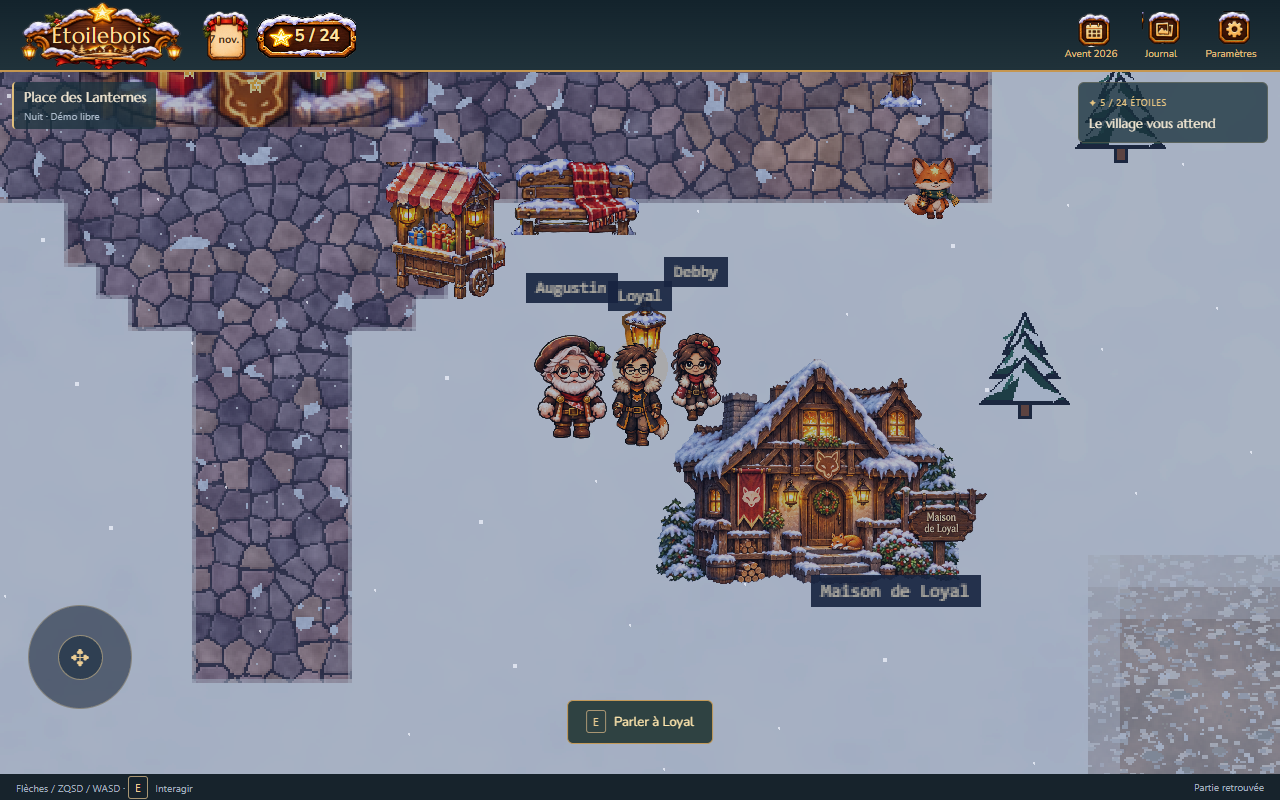 Étoilebois
7 nov.
5 / 24
Avent 2026
Journal
Paramètres
Place des Lanternes
Nuit · Démo libre
✦ 5 / 24 ÉTOILES
Le village vous attend
Debby
Augustin
Loyal
Maison
de Loyal
Maison de Loyal
E Parler à Loyal
Flèches / ZQSD / WASD · E Interagir
Partie retrouvée